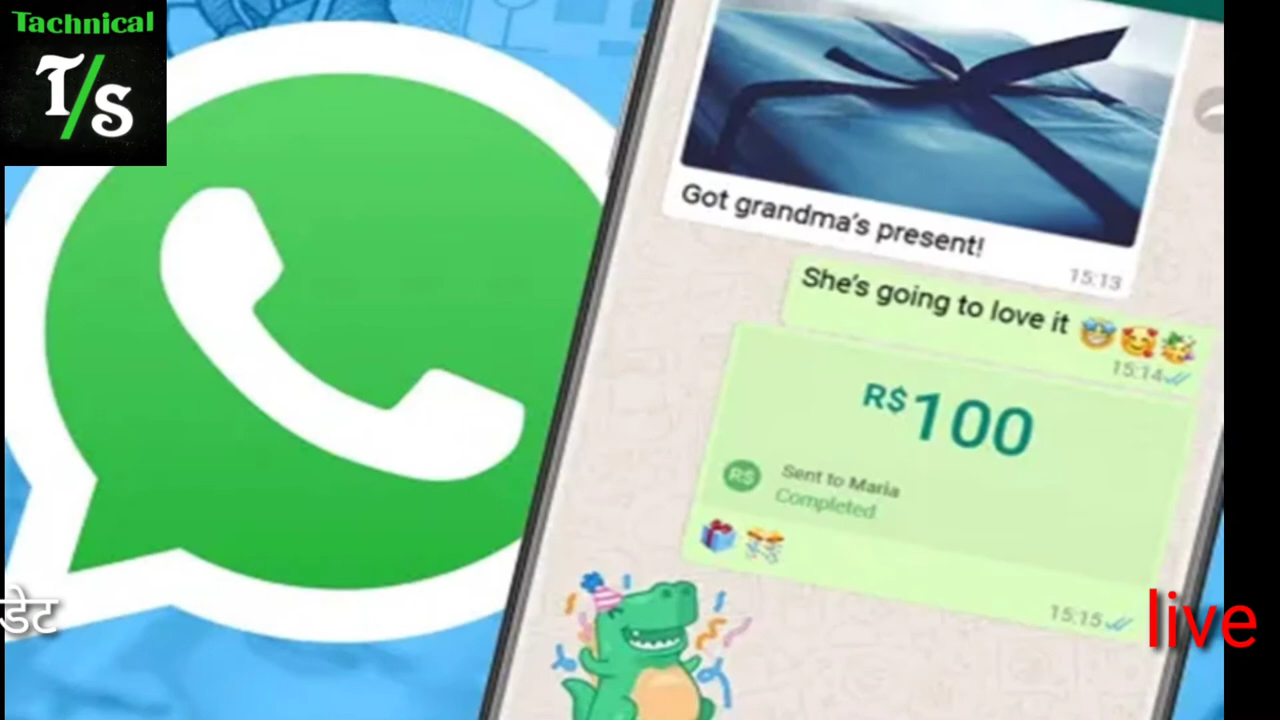 Tachnical
T/S
Got grandma's present!
15:13
She's going to love it 🥸🥰🥳
15:14
R$100
R$
Sent to Maria
Completed
🎁🎊
15:15
डेट
live